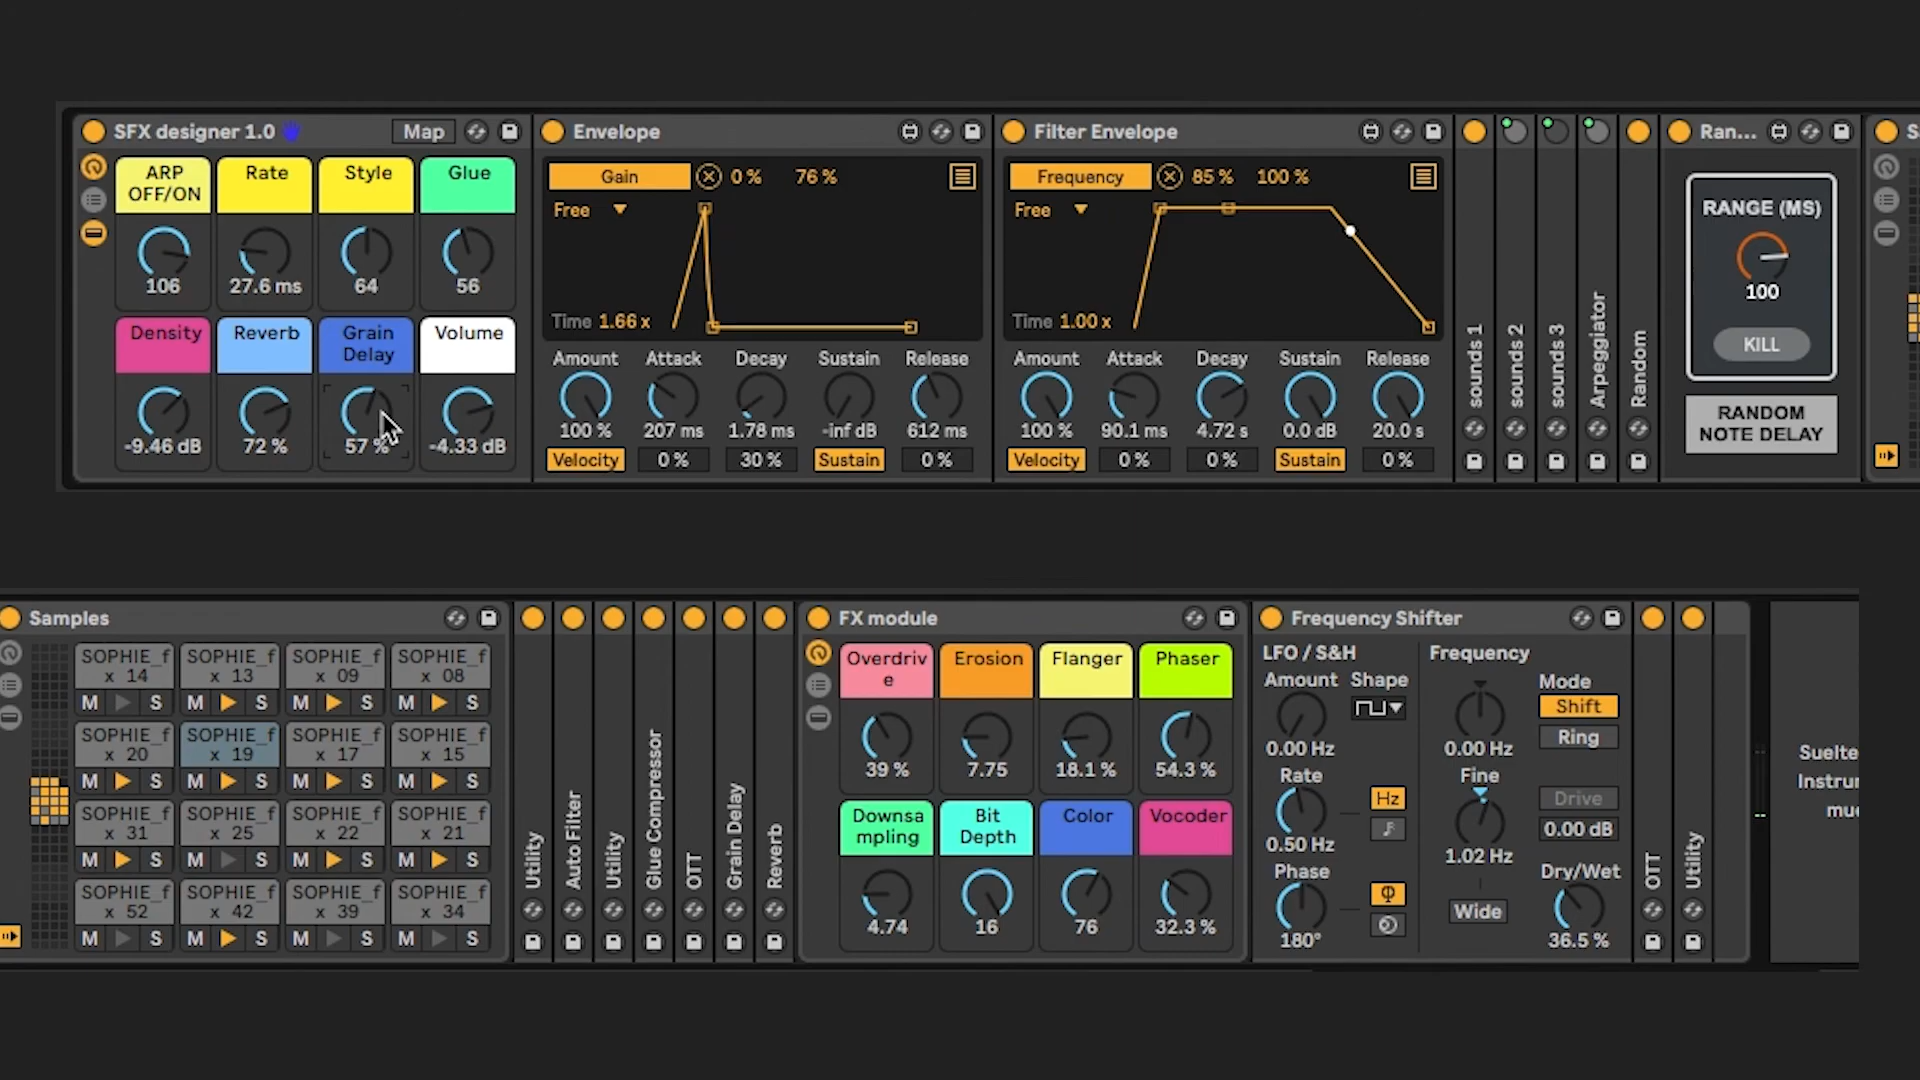 SFX designer 1.0
Map
ARP
OFF/ON
Rate
Style
Glue
106
27.6 ms
64
56
Density
Reverb
Grain
Delay
Volume
-9.46 dB
72 %
57 %
-4.33 dB
Envelope
Gain
0 %
76 %
Free
Time 1.66 x
Amount
Attack
Decay
Sustain
Release
100 %
207 ms
1.78 ms
-inf dB
612 ms
Velocity
0 %
30 %
Sustain
0 %
Filter Envelope
Frequency
85 %
100 %
Free
Time 1.00 x
Amount
Attack
Decay
Sustain
Release
100 %
90.1 ms
4.72 s
0.0 dB
20.0 s
Velocity
0 %
0 %
Sustain
0 %
sounds 1
sounds 2
sounds 3
Arpeggiator
Random
Ran...
RANGE (MS)
100
KILL
RANDOM
NOTE DELAY
S
Samples
SOPHIE_f
x 14
SOPHIE_f
x 13
SOPHIE_f
x 09
SOPHIE_f
x 08
M S
M S
M S
M S
SOPHIE_f
x 20
SOPHIE_f
x 19
SOPHIE_f
x 17
SOPHIE_f
x 15
M S
M S
M S
M S
SOPHIE_f
x 31
SOPHIE_f
x 25
SOPHIE_f
x 22
SOPHIE_f
x 21
M S
M S
M S
M S
SOPHIE_f
x 52
SOPHIE_f
x 42
SOPHIE_f
x 39
SOPHIE_f
x 34
M S
M S
M S
M S
Utility
Auto Filter
Utility
Glue Compressor
OTT
Grain Delay
Reverb
FX module
Overdriv
e
Erosion
Flanger
Phaser
39 %
7.75
18.1 %
54.3 %
Downsa
mpling
Bit
Depth
Color
Vocoder
4.74
16
76
32.3 %
Frequency Shifter
LFO / S&H
Amount
Shape
0.00 Hz
Rate
Hz
0.50 Hz
Phase
180°
Frequency
0.00 Hz
Fine
1.02 Hz
Wide
Mode
Shift
Ring
Drive
0.00 dB
Dry/Wet
36.5 %
OTT
Utility
Suelte
Instrur
mu